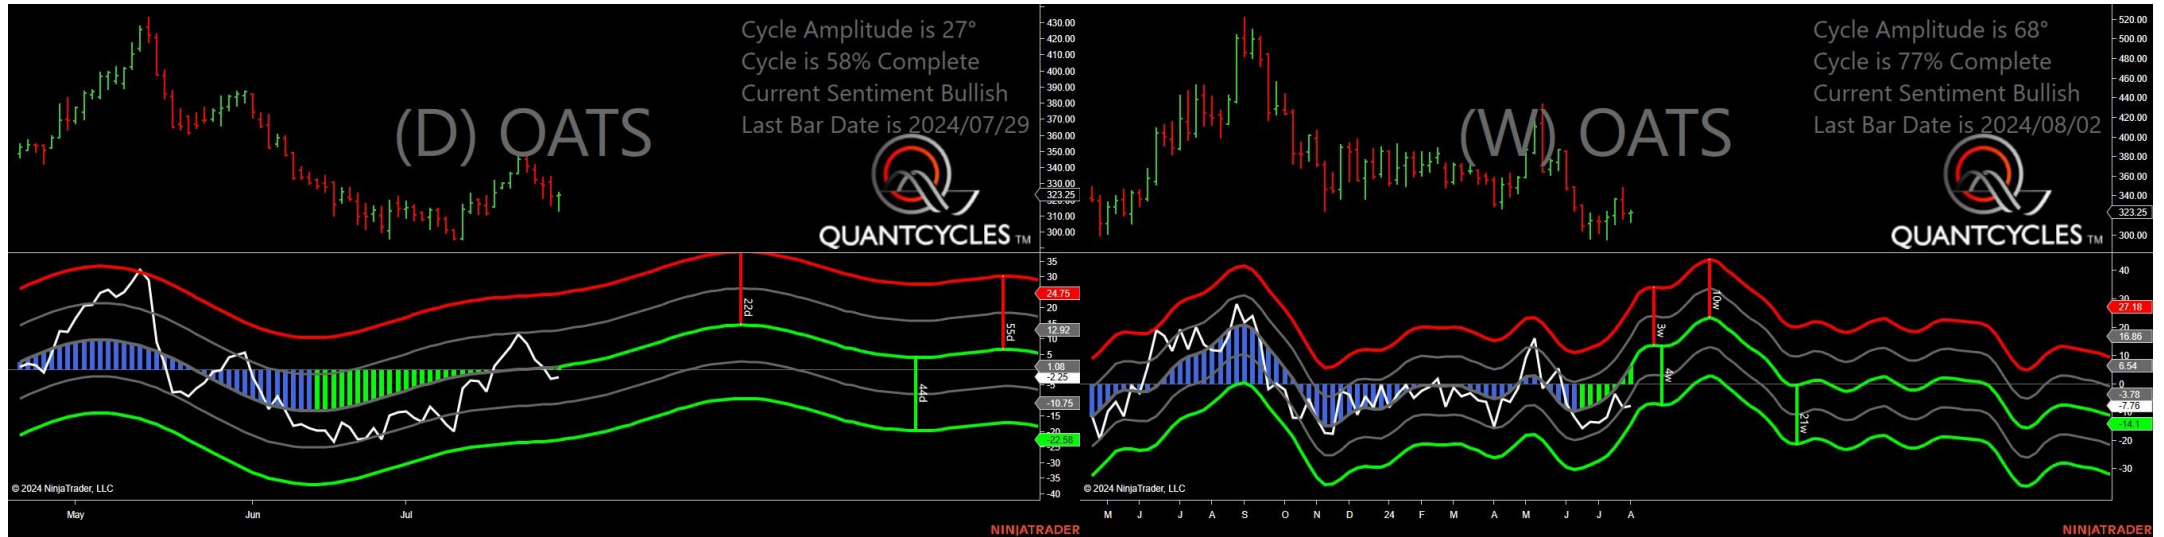 Cycle Amplitude is 27°
Cycle is 58% Complete
Current Sentiment Bullish
Last Bar Date is 2024/07/29
(D) OATS
QUANTCYCLES TM
430.00
420.00
410.00
400.00
390.00
380.00
370.00
360.00
350.00
340.00
330.00
323.25
310.00
300.00
35
30
24.75
20
15
12.92
10
5
1.08
-2.25
-5
-10.75
-15
-20
-22.58
-25
-30
-35
-40
22d
55d
44d
© 2024 NinjaTrader, LLC
May
Jun
Jul
NINJATRADER
Cycle Amplitude is 68°
Cycle is 77% Complete
Current Sentiment Bullish
Last Bar Date is 2024/08/02
(W) OATS
QUANTCYCLES TM
520.00
500.00
480.00
460.00
440.00
420.00
400.00
380.00
360.00
340.00
323.25
300.00
40
30
27.18
20
16.86
10
6.54
0
-3.78
-7.76
-14.1
-20
-30
3w
10w
4w
21w
© 2024 NinjaTrader, LLC
M J J A S O N D 24 F M A M J J A
NINJATRADER